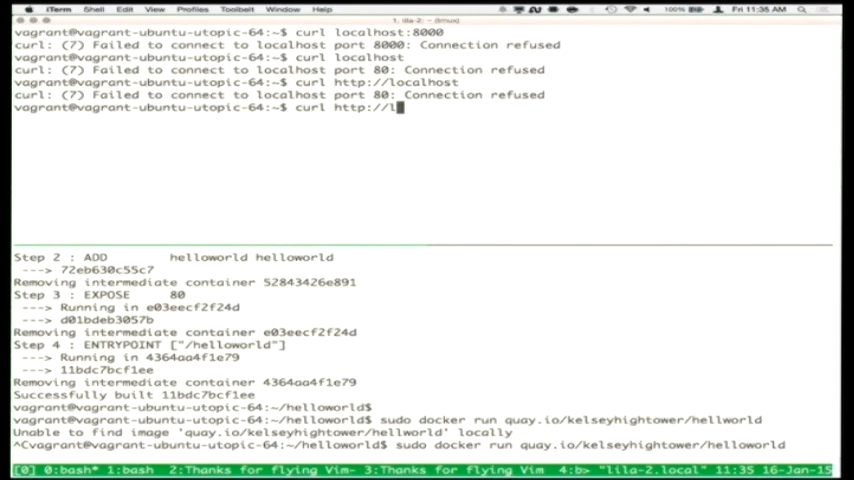 iTerm Shell Edit View Profiles Toolbelt Window Help 100% Fri 11:35 AM
1. lila-2: ~ (tmux)
vagrant@vagrant-ubuntu-utopic-64:~$ curl localhost:8000
curl: (7) Failed to connect to localhost port 8000: Connection refused
vagrant@vagrant-ubuntu-utopic-64:~$ curl localhost
curl: (7) Failed to connect to localhost port 80: Connection refused
vagrant@vagrant-ubuntu-utopic-64:~$ curl http://localhost
curl: (7) Failed to connect to localhost port 80: Connection refused
vagrant@vagrant-ubuntu-utopic-64:~$ curl http://l
Step 2 : ADD helloworld helloworld
---> 72eb630c55c7
Removing intermediate container 52843426e891
Step 3 : EXPOSE 80
---> Running in e03eecf2f24d
---> d01bdeb3057b
Removing intermediate container e03eecf2f24d
Step 4 : ENTRYPOINT ["/helloworld"]
---> Running in 4364aa4f1e79
---> 11bdc7bcf1ee
Removing intermediate container 4364aa4f1e79
Successfully built 11bdc7bcf1ee
vagrant@vagrant-ubuntu-utopic-64:~/helloworld$
vagrant@vagrant-ubuntu-utopic-64:~/helloworld$ sudo docker run quay.io/kelseyhightower/hellworld
Unable to find image 'quay.io/kelseyhightower/hellworld' locally
^Cvagrant@vagrant-ubuntu-utopic-64:~/helloworld$ sudo docker run quay.io/kelseyhightower/helloworld
[0] 0:bash* 1:bash 2:Thanks for flying Vim- 3:Thanks for flying Vim 4:b> "lila-2.local" 11:35 16-Jan-15